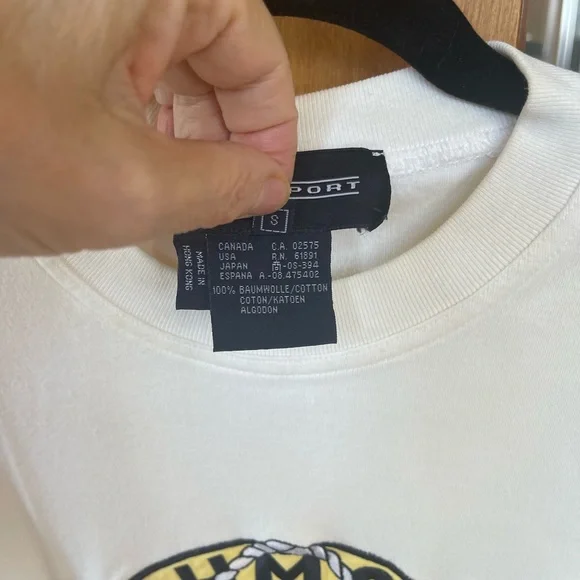 PORT
S
MADE IN
HONG KONG
CANADA C.A. 02575
USA R.N. 61891
JAPAN -OS-394
ESPANA A.-08.475402
100% BAUMWOLLE/COTTON
COTON/KATOEN
ALGODON